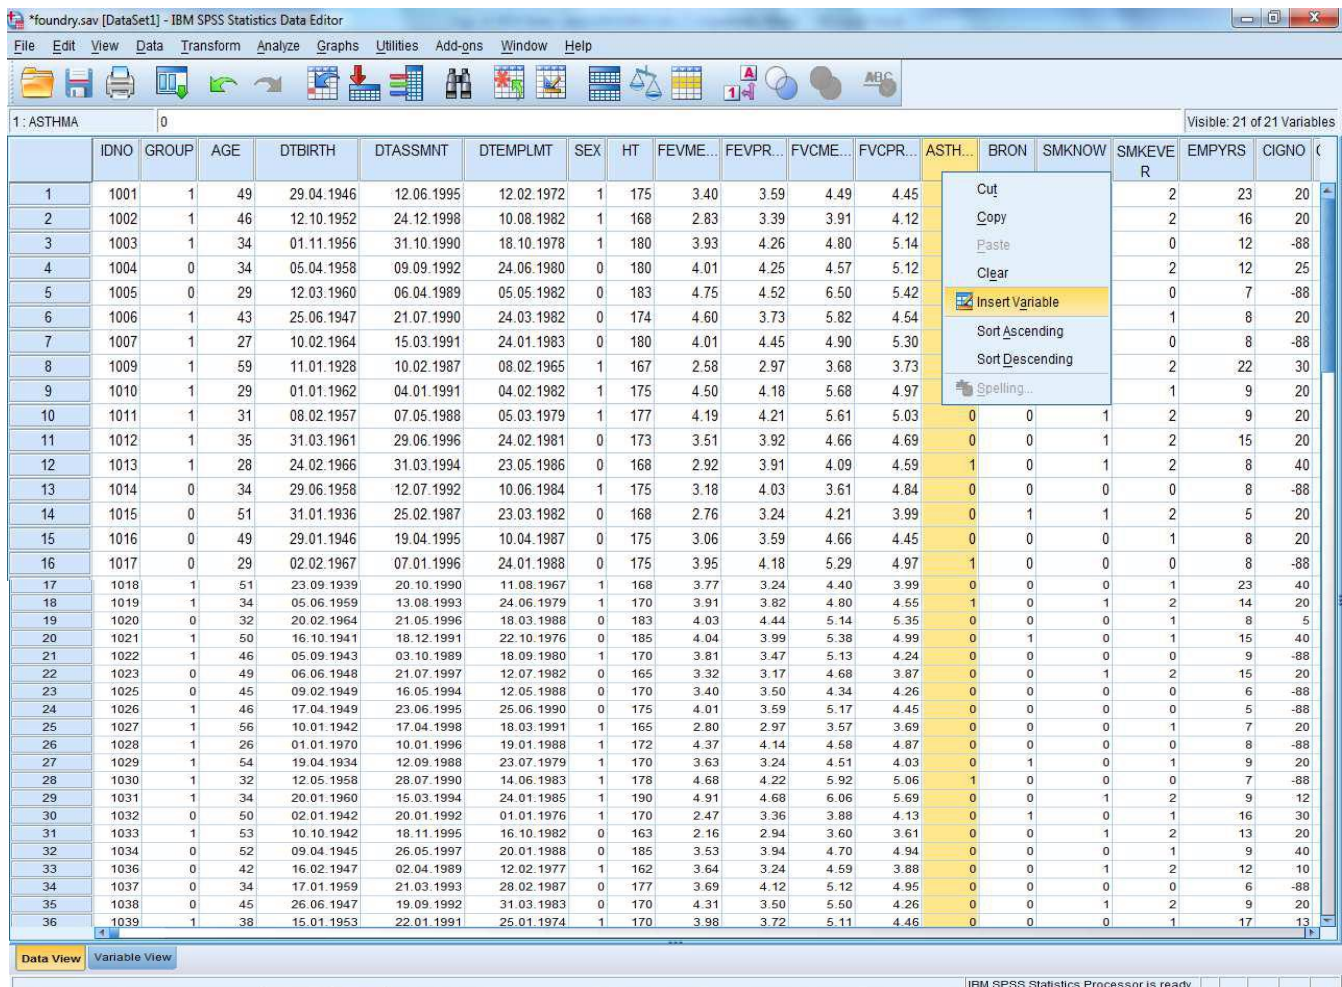 *foundry.sav [DataSet1] - IBM SPSS Statistics Data Editor
File Edit View Data Transform Analyze Graphs Utilities Add-ons Window Help
1 : ASTHMA 0 Visible: 21 of 21 Variables
IDNO GROUP AGE DTBIRTH DTASSMNT DTEMPLMT SEX HT FEVME... FEVPR... FVCME... FVCPR... ASTH... BRON SMKNOW SMKEVER EMPYRS CIGNO
1 1001 1 49 29.04.1946 12.06.1995 12.02.1972 1 175 3.40 3.59 4.49 4.45 Cut 2 23 20
2 1002 1 46 12.10.1952 24.12.1998 10.08.1982 1 168 2.83 3.39 3.91 4.12 Copy 2 16 20
3 1003 1 34 01.11.1956 31.10.1990 18.10.1978 1 180 3.93 4.26 4.80 5.14 Paste 0 12 -88
4 1004 0 34 05.04.1958 09.09.1992 24.06.1980 0 180 4.01 4.25 4.57 5.12 Clear 2 12 25
5 1005 0 29 12.03.1960 06.04.1989 05.05.1982 0 183 4.75 4.52 6.50 5.42 Insert Variable 0 7 -88
6 1006 1 43 25.06.1947 21.07.1990 24.03.1982 0 174 4.60 3.73 5.82 4.54 Sort Ascending 1 8 20
7 1007 1 27 10.02.1964 15.03.1991 24.01.1983 0 180 4.01 4.45 4.90 5.30 Sort Descending 0 8 -88
8 1009 1 59 11.01.1928 10.02.1987 08.02.1965 1 167 2.58 2.97 3.68 3.73 2 22 30
9 1010 1 29 01.01.1962 04.01.1991 04.02.1982 1 175 4.50 4.18 5.68 4.97 Spelling... 1 9 20
10 1011 1 31 08.02.1957 07.05.1988 05.03.1979 1 177 4.19 4.21 5.61 5.03 0 0 1 2 9 20
11 1012 1 35 31.03.1961 29.06.1996 24.02.1981 0 173 3.51 3.92 4.66 4.69 0 0 1 2 15 20
12 1013 1 28 24.02.1966 31.03.1994 23.05.1986 0 168 2.92 3.91 4.09 4.59 1 0 1 2 8 40
13 1014 0 34 29.06.1958 12.07.1992 10.06.1984 1 175 3.18 4.03 3.61 4.84 0 0 0 0 8 -88
14 1015 0 51 31.01.1936 25.02.1987 23.03.1982 0 168 2.76 3.24 4.21 3.99 0 1 1 2 5 20
15 1016 0 49 29.01.1946 19.04.1995 10.04.1987 0 175 3.06 3.59 4.66 4.45 0 0 0 1 8 20
16 1017 0 29 02.02.1967 07.01.1996 24.01.1988 0 175 3.95 4.18 5.29 4.97 1 0 0 0 8 -88
17 1018 1 51 23.09.1939 20.10.1990 11.08.1967 1 168 3.77 3.24 4.40 3.99 0 0 0 1 23 40
18 1019 1 34 05.06.1959 13.08.1993 24.06.1979 1 170 3.91 3.82 4.80 4.55 1 0 1 2 14 20
19 1020 0 32 20.02.1964 21.05.1996 18.03.1988 0 183 4.03 4.44 5.14 5.35 0 0 0 1 8 5
20 1021 1 50 16.10.1941 18.12.1991 22.10.1976 0 185 4.04 3.99 5.38 4.99 0 1 0 1 15 40
21 1022 1 46 05.09.1943 03.10.1989 18.09.1980 1 170 3.81 3.47 5.13 4.24 0 0 0 0 9 -88
22 1023 0 49 06.06.1948 21.07.1997 12.07.1982 0 165 3.32 3.17 4.68 3.87 0 0 1 2 15 20
23 1025 0 45 09.02.1949 16.05.1994 12.05.1988 0 170 3.40 3.50 4.34 4.26 0 0 0 0 6 -88
24 1026 1 46 17.04.1949 23.06.1995 25.06.1990 0 175 4.01 3.59 5.17 4.45 0 0 0 0 5 -88
25 1027 1 56 10.01.1942 17.04.1998 18.03.1991 1 165 2.80 2.97 3.57 3.69 0 0 0 1 7 20
26 1028 1 26 01.01.1970 10.01.1996 19.01.1988 1 172 4.37 4.14 4.58 4.87 0 0 0 0 8 -88
27 1029 1 54 19.04.1934 12.09.1988 23.07.1979 1 170 3.63 3.24 4.51 4.03 0 1 0 1 9 20
28 1030 1 32 12.05.1958 28.07.1990 14.06.1983 1 178 4.68 4.22 5.92 5.06 1 0 0 0 7 -88
29 1031 1 34 20.01.1960 15.03.1994 24.01.1985 1 190 4.91 4.68 6.06 5.69 0 0 1 2 9 12
30 1032 0 50 02.01.1942 20.01.1992 01.01.1976 1 170 2.47 3.36 3.88 4.13 0 1 0 1 16 30
31 1033 1 53 10.10.1942 18.11.1995 16.10.1982 0 163 2.16 2.94 3.60 3.61 0 0 1 2 13 20
32 1034 0 52 09.04.1945 26.05.1997 20.01.1988 0 185 3.53 3.94 4.70 4.94 0 0 0 1 9 40
33 1036 0 42 16.02.1947 02.04.1989 12.02.1977 1 162 3.64 3.24 4.59 3.88 0 0 1 2 12 10
34 1037 0 34 17.01.1959 21.03.1993 28.02.1987 0 177 3.69 4.12 5.12 4.95 0 0 0 0 6 -88
35 1038 0 45 26.06.1947 19.09.1992 31.03.1983 0 170 4.31 3.50 5.50 4.26 0 0 1 2 9 20
36 1039 1 38 15.01.1953 22.01.1991 25.01.1974 1 170 3.98 3.72 5.11 4.46 0 0 0 1 17 13
Data View Variable View
IBM SPSS Statistics Processor is ready